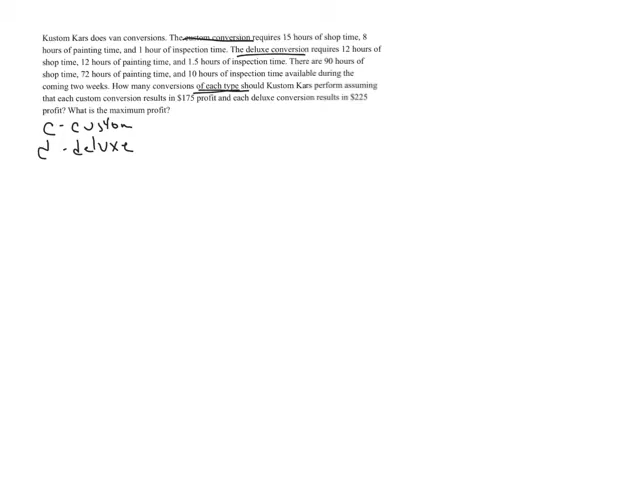 Kustom Kars does van conversions. The custom conversion requires 15 hours of shop time, 8
hours of painting time, and 1 hour of inspection time. The deluxe conversion requires 12 hours of
shop time, 12 hours of painting time, and 1.5 hours of inspection time. There are 90 hours of
shop time, 72 hours of painting time, and 10 hours of inspection time available during the
coming two weeks. How many conversions of each type should Kustom Kars perform assuming
that each custom conversion results in $175 profit and each deluxe conversion results in $225
profit? What is the maximum profit?
c - custom
d - deluxe